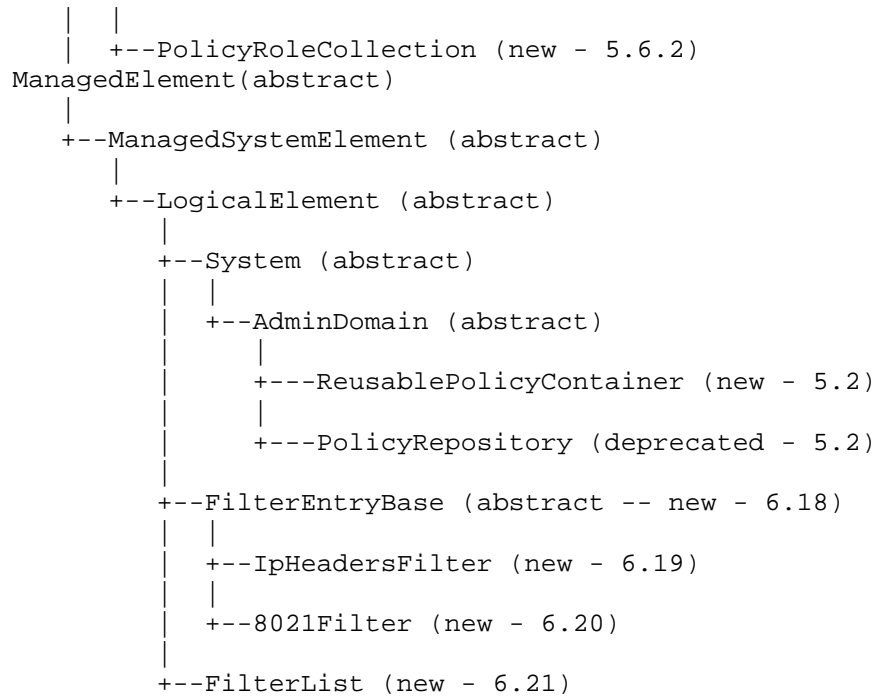 |  |
   |  +--PolicyRoleCollection (new - 5.6.2)
ManagedElement(abstract)
   |
   +--ManagedSystemElement (abstract)
      |
      +--LogicalElement (abstract)
         |
         +--System (abstract)
         |  |
         |  +--AdminDomain (abstract)
         |     |
         |     +---ReusablePolicyContainer (new - 5.2)
         |     |
         |     +---PolicyRepository (deprecated - 5.2)
         |
         +--FilterEntryBase (abstract -- new - 6.18)
         |  |
         |  +--IpHeadersFilter (new - 6.19)
         |  |
         |  +--8021Filter (new - 6.20)
         |
         +--FilterList (new - 6.21)